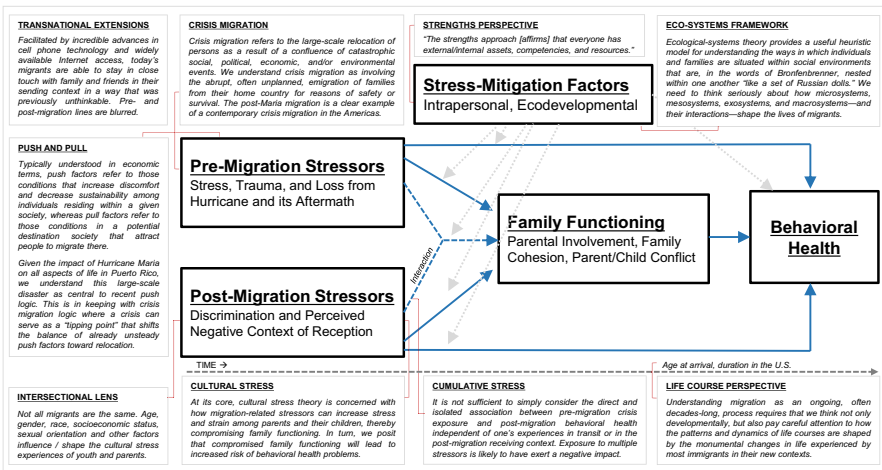 TRANSNATIONAL EXTENSIONS
Facilitated by incredible advances in
cell phone technology and widely
available Internet access, today's
migrants are able to stay in close
touch with family and friends in their
sending context in a way that was
previously unthinkable. Pre- and
post-migration lines are blurred.
CRISIS MIGRATION
Crisis migration refers to the large-scale relocation of
persons as a result of a confluence of catastrophic
social, political, economic, and/or environmental
events. We understand crisis migration as involving
the abrupt, often unplanned, emigration of families
from their home country for reasons of safety or
survival. The post-Maria migration is a clear example
of a contemporary crisis migration in the Americas.
STRENGTHS PERSPECTIVE
"The strengths approach [affirms] that everyone has
external/internal assets, competencies, and resources."
ECO-SYSTEMS FRAMEWORK
Ecological-systems theory provides a useful heuristic
model for understanding the ways in which individuals
and families are situated within social environments
that are, in the words of Bronfenbrenner, nested
within one another "like a set of Russian dolls." We
need to think seriously about how microsystems,
mesosystems, exosystems, and macrosystems—and
their interactions—shape the lives of migrants.
Stress-Mitigation Factors
Intrapersonal, Ecodevelopmental
PUSH AND PULL
Typically understood in economic
terms, push factors refer to those
conditions that increase discomfort
and decrease sustainability among
individuals residing within a given
society, whereas pull factors refer to
those conditions in a potential
destination society that attract
people to migrate there.
Given the impact of Hurricane Maria
on all aspects of life in Puerto Rico,
we understand this large-scale
disaster as central to recent push
logic. This is in keeping with crisis
migration logic where a crisis can
serve as a "tipping point" that shifts
the balance of already unsteady
push factors toward relocation.
Pre-Migration Stressors
Stress, Trauma, and Loss from
Hurricane and its Aftermath
Interaction
Family Functioning
Parental Involvement, Family
Cohesion, Parent/Child Conflict
Behavioral
Health
Post-Migration Stressors
Discrimination and Perceived
Negative Context of Reception
TIME →
Age at arrival, duration in the U.S.
INTERSECTIONAL LENS
Not all migrants are the same. Age,
gender, race, socioeconomic status,
sexual orientation and other factors
influence / shape the cultural stress
experiences of youth and parents.
CULTURAL STRESS
At its core, cultural stress theory is concerned with
how migration-related stressors can increase stress
and strain among parents and their children, thereby
compromising family functioning. In turn, we posit
that compromised family functioning will lead to
increased risk of behavioral health problems.
CUMULATIVE STRESS
It is not sufficient to simply consider the direct and
isolated association between pre-migration crisis
exposure and post-migration behavioral health
independent of one's experiences in transit or in the
post-migration receiving context. Exposure to multiple
stressors is likely to have exert a negative impact.
LIFE COURSE PERSPECTIVE
Understanding migration as an ongoing, often
decades-long, process requires that we think not only
developmentally, but also pay careful attention to how
the patterns and dynamics of life courses are shaped
by the monumental changes in life experienced by
most immigrants in their new contexts.